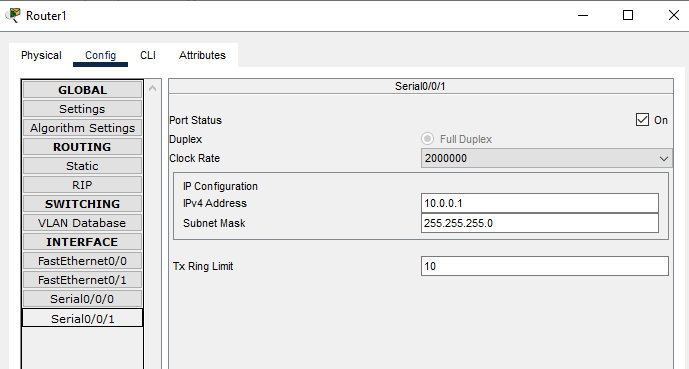 Router1
Physical Config CLI Attributes
GLOBAL
Settings
Algorithm Settings
ROUTING
Static
RIP
SWITCHING
VLAN Database
INTERFACE
FastEthernet0/0
FastEthernet0/1
Serial0/0/0
Serial0/0/1
Serial0/0/1
Port Status On
Duplex Full Duplex
Clock Rate 2000000
IP Configuration
IPv4 Address 10.0.0.1
Subnet Mask 255.255.255.0
Tx Ring Limit 10